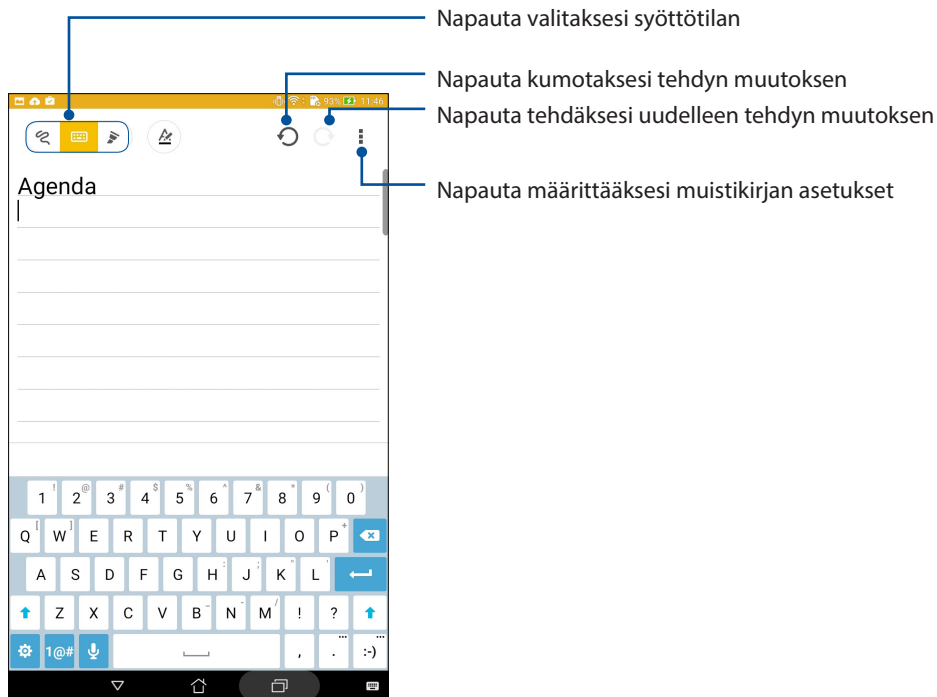 Napauta valitaksesi syöttötilan
Napauta kumotaksesi tehdyn muutoksen
Napauta tehdäksesi uudelleen tehdyn muutoksen
Napauta määrittääksesi muistikirjan asetukset
93% 11:46
Agenda
1 ! 2 @ 3 # 4 $ 5 % 6 ^ 7 & 8 * 9 ( 0 )
Q [ W ] E R T Y U I O P +
A S D F G H : J ; K " L '
Z X C V B - N - M / ! ?
1@# , . ... :-) ...